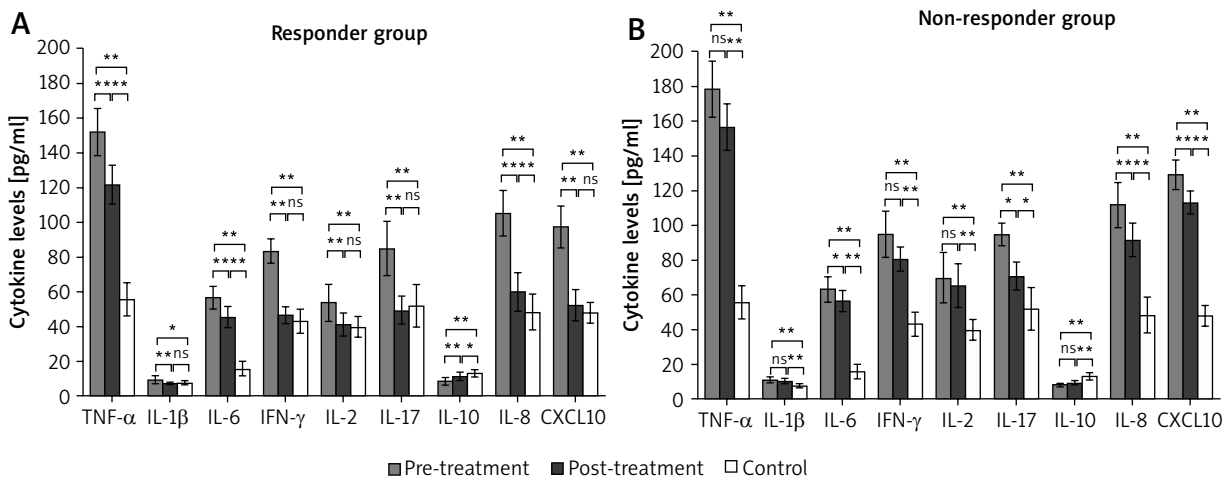 A
Responder group
Cytokine levels [pg/ml]
200
180
160
140
120
100
80
60
40
20
0
** ** ** ** ** ** ** ** **
**** ** ns **** ** ns ** ns ** ns ** * **** ** ns
*
TNF-α IL-1β IL-6 IFN-γ IL-2 IL-17 IL-10 IL-8 CXCL10
B
Non-responder group
Cytokine levels [pg/ml]
200
180
160
140
120
100
80
60
40
20
0
** ** ** ** ** ** ** ** **
ns ** ns ** * ** ns ** ns ** * * ns ** **** ****
TNF-α IL-1β IL-6 IFN-γ IL-2 IL-17 IL-10 IL-8 CXCL10
Pre-treatment Post-treatment Control